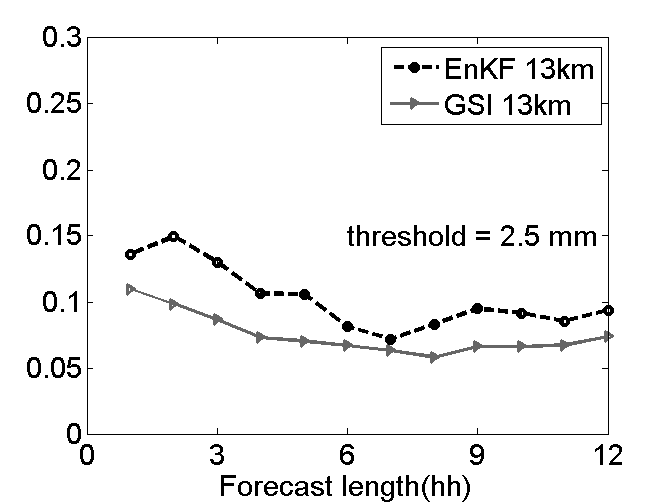 0.3
EnKF 13km
GSI 13km
0.25
0.2
0.15
threshold = 2.5 mm
0.1
0.05
0
0 3 6 9 12
Forecast length(hh)